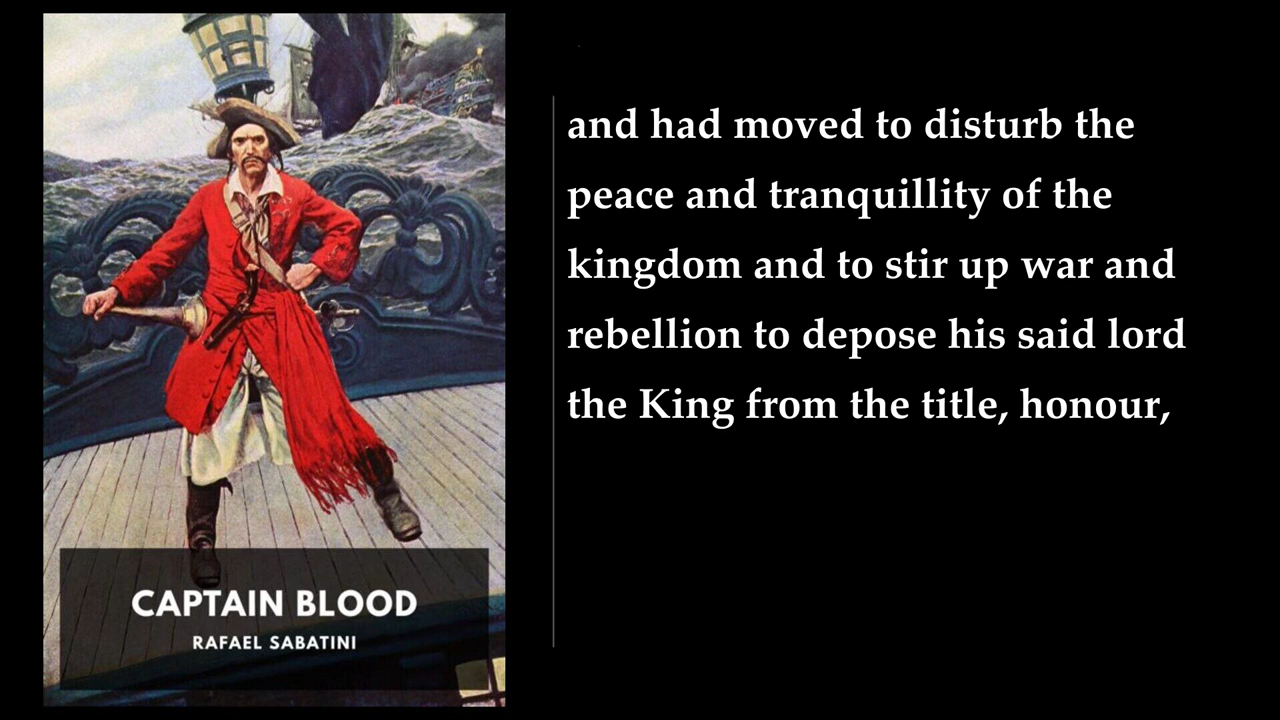 and had moved to disturb the
peace and tranquillity of the
kingdom and to stir up war and
rebellion to depose his said lord
the King from the title, honour,
CAPTAIN BLOOD
RAFAEL SABATINI